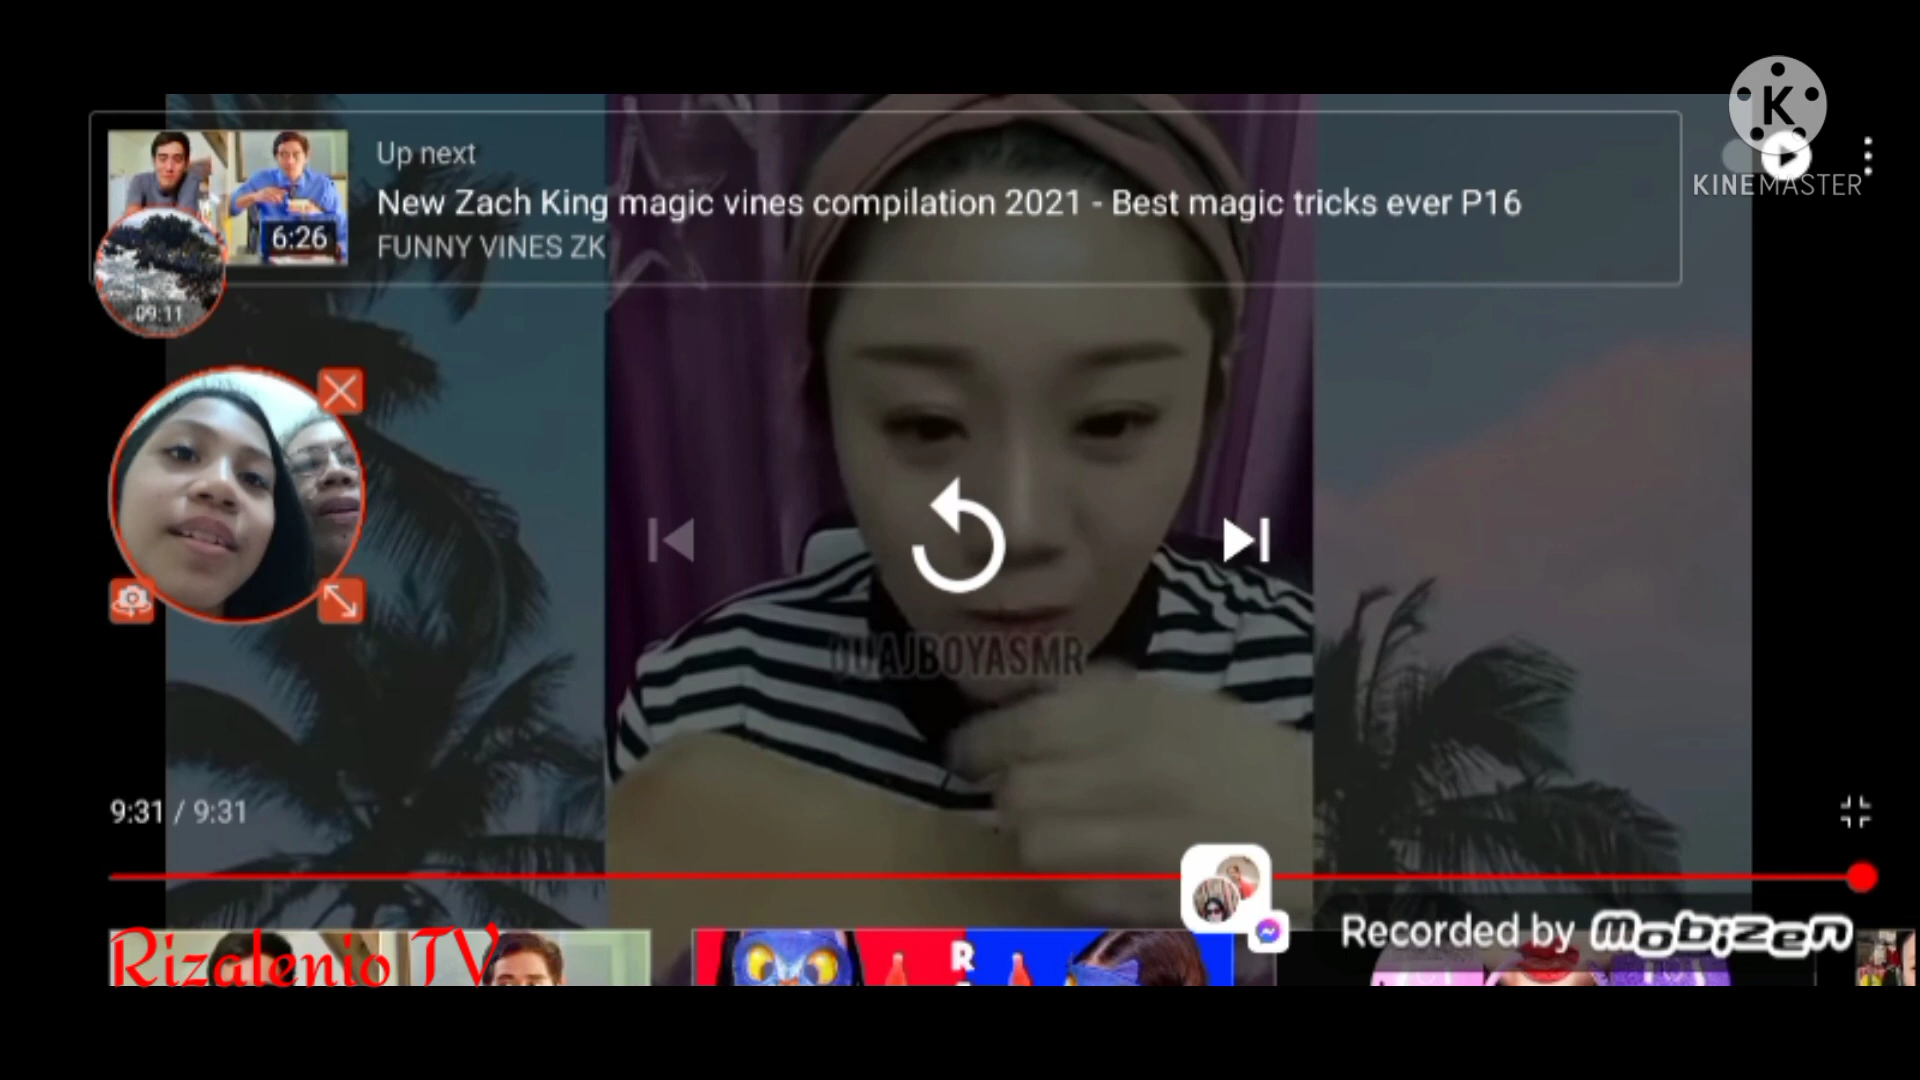 Up next
New Zach King magic vines compilation 2021 - Best magic tricks ever P16
6:26
FUNNY VINES ZK
K
KINEMASTER
09:11
QUAJBOYASMR
9:31 / 9:31
Recorded by mobizen
Rizalenio TV
R